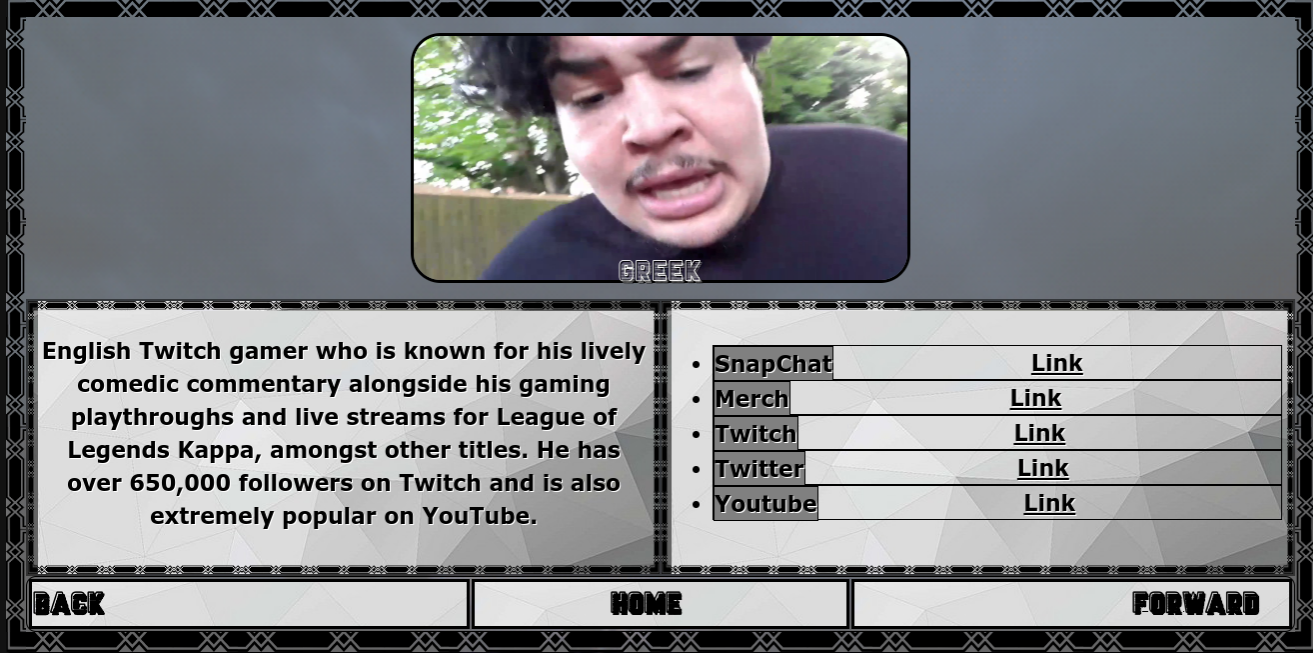 GREEK
English Twitch gamer who is known for his lively
comedic commentary alongside his gaming
playthroughs and live streams for League of
Legends Kappa, amongst other titles. He has
over 650,000 followers on Twitch and is also
extremely popular on YouTube.
SnapChat Link
Merch Link
Twitch Link
Twitter Link
Youtube Link
BACK HOME FORWARD